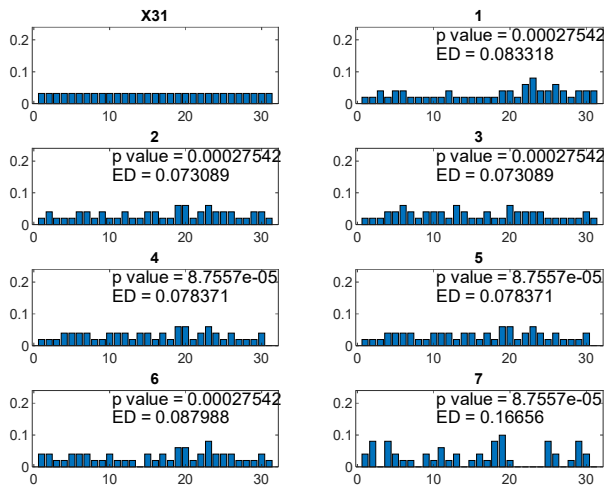 X31
0.2
0.1
0
0 10 20 30
1
p value = 0.00027542
ED = 0.083318
0.2
0.1
0
0 10 20 30
2
p value = 0.00027542
ED = 0.073089
0.2
0.1
0
0 10 20 30
3
p value = 0.00027542
ED = 0.073089
0.2
0.1
0
0 10 20 30
4
p value = 8.7557e-05
ED = 0.078371
0.2
0.1
0
0 10 20 30
5
p value = 8.7557e-05
ED = 0.078371
0.2
0.1
0
0 10 20 30
6
p value = 0.00027542
ED = 0.087988
0.2
0.1
0
0 10 20 30
7
p value = 8.7557e-05
ED = 0.16656
0.2
0.1
0
0 10 20 30